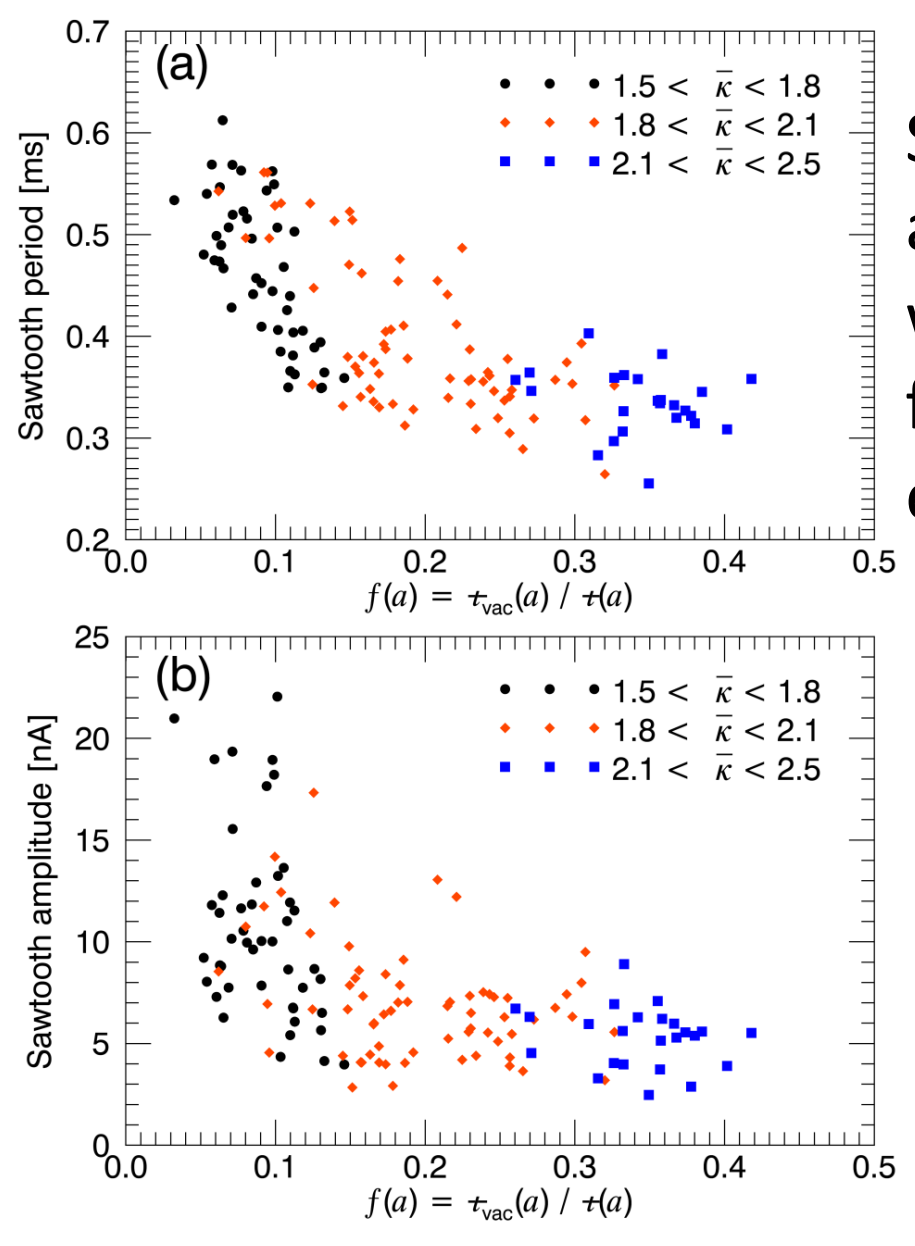 0.7
(a)
1.5 < κ̄ < 1.8
1.8 < κ̄ < 2.1
2.1 < κ̄ < 2.5
0.6
0.5
0.4
0.3
0.2
Sawtooth period [ms]
0.0 0.1 0.2 0.3 0.4 0.5
f(a) = ƭ_vac(a) / ƭ(a)
25
(b)
1.5 < κ̄ < 1.8
1.8 < κ̄ < 2.1
2.1 < κ̄ < 2.5
20
15
10
5
0
Sawtooth amplitude [nA]
0.0 0.1 0.2 0.3 0.4 0.5
f(a) = ƭ_vac(a) / ƭ(a)